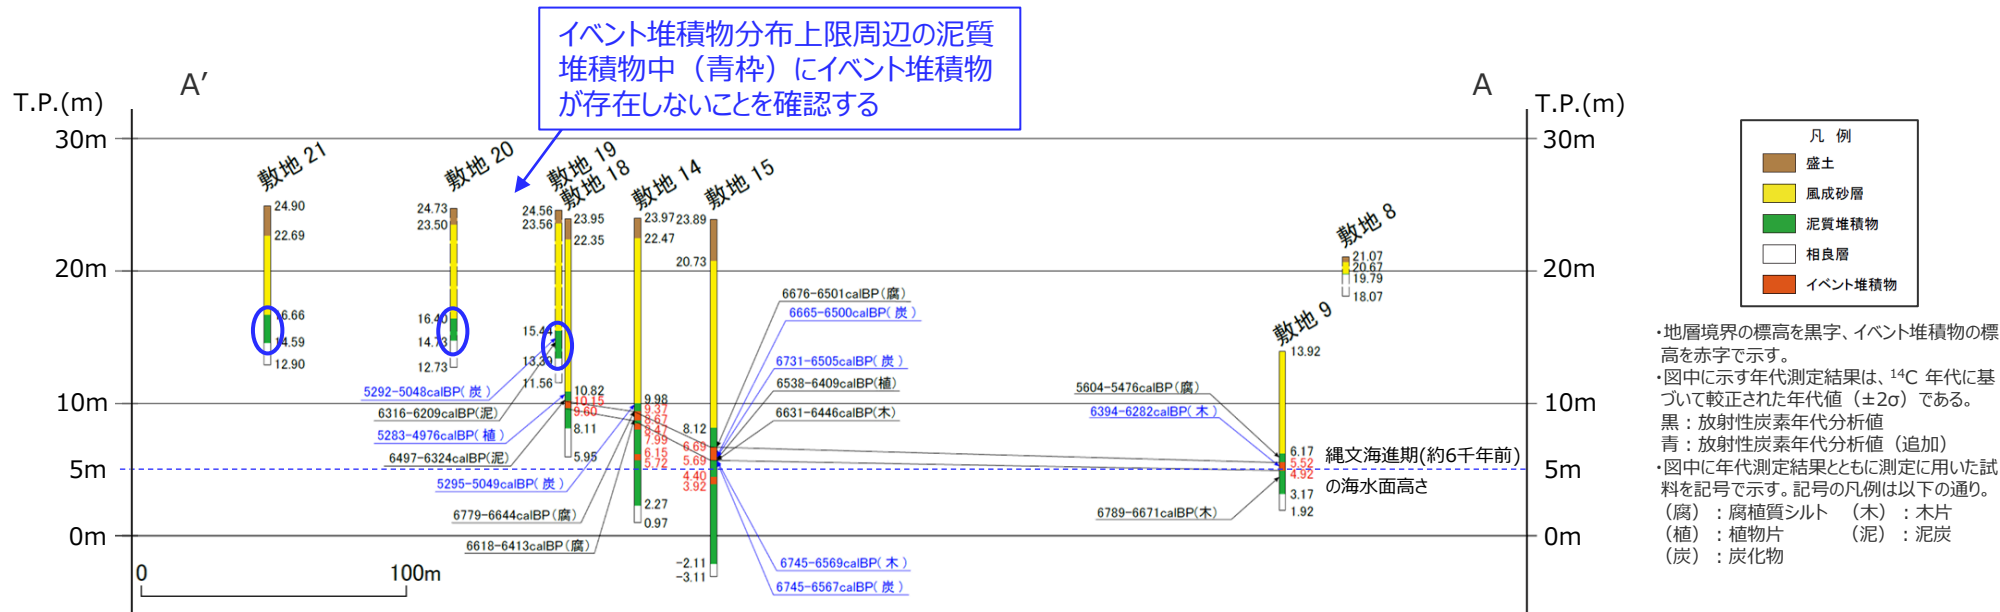 イベント堆積物分布上限周辺の泥質
堆積物中（青枠）にイベント堆積物
が存在しないことを確認する
A′
A
T.P.(m)
T.P.(m)
30m
20m
10m
5m
0m
30m
20m
10m
5m
0m
敷地 21
24.90
22.69
16.66
14.59
12.90
敷地 20
24.73
23.50
16.40
14.73
12.73
敷地 19
24.56
23.56
15.44
13.39
11.56
敷地 18
23.95
22.35
10.82
10.15
9.60
8.11
5.95
敷地 14
23.97
22.47
9.98
9.37
8.67
8.47
7.99
6.15
5.72
2.27
0.97
敷地 15
23.89
20.73
8.12
6.69
5.69
4.40
3.92
-2.11
-3.11
敷地 9
13.92
6.17
5.52
4.92
3.17
1.92
敷地 8
21.07
20.67
19.79
18.07
5292-5048calBP(炭)
6316-6209calBP(泥)
5283-4976calBP(植)
6497-6324calBP(泥)
5295-5049calBP(炭)
6779-6644calBP(腐)
6618-6413calBP(腐)
6676-6501calBP(腐)
6665-6500calBP(炭)
6731-6505calBP(炭)
6538-6409calBP(植)
6631-6446calBP(木)
6745-6569calBP(木)
6745-6567calBP(炭)
5604-5476calBP(腐)
6394-6282calBP(木)
6789-6671calBP(木)
縄文海進期(約6千年前)
の海水面高さ
0
100m
凡 例
盛土
風成砂層
泥質堆積物
相良層
イベント堆積物
・地層境界の標高を黒字、イベント堆積物の標
高を赤字で示す。
・図中に示す年代測定結果は、¹⁴C 年代に基
づいて較正された年代値（±2σ）である。
黒：放射性炭素年代分析値
青：放射性炭素年代分析値（追加）
・図中に年代測定結果とともに測定に用いた試
料を記号で示す。記号の凡例は以下の通り。
（腐）：腐植質シルト （木）：木片
（植）：植物片 （泥）：泥炭
（炭）：炭化物